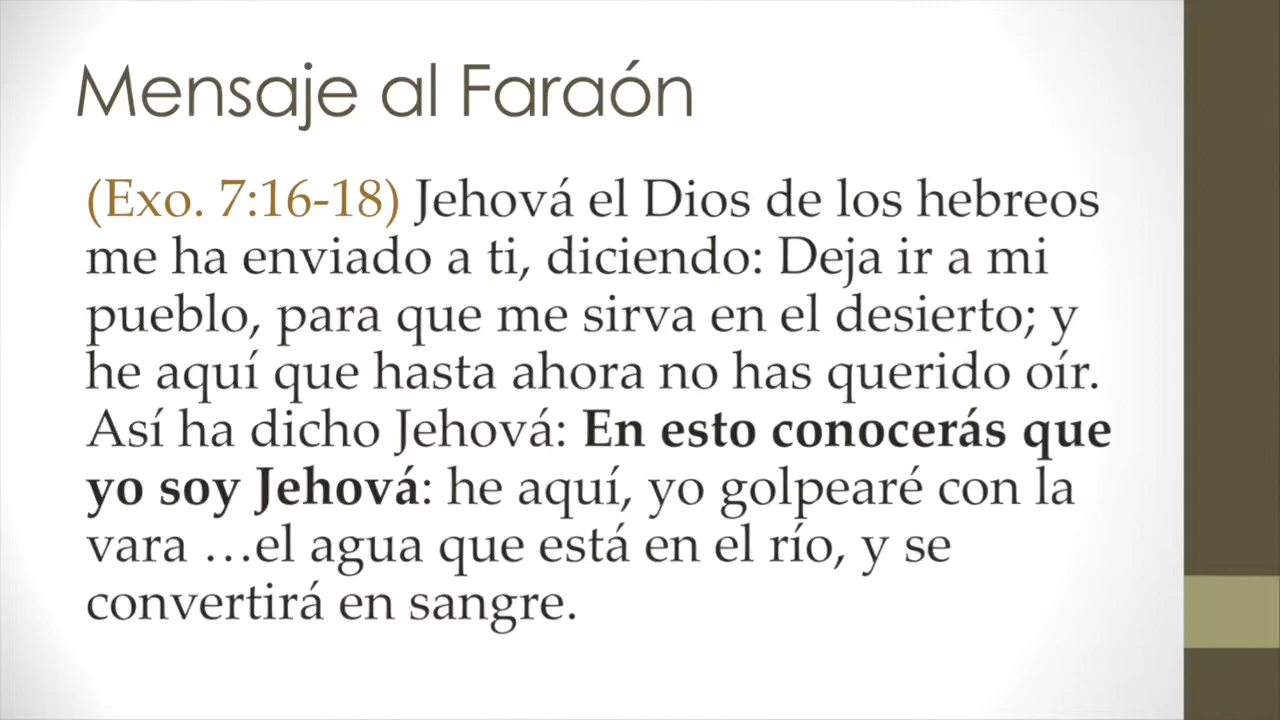 Mensaje al Faraón
(Exo. 7:16-18) Jehová el Dios de los hebreos
me ha enviado a ti, diciendo: Deja ir a mi
pueblo, para que me sirva en el desierto; y
he aquí que hasta ahora no has querido oír.
Así ha dicho Jehová: En esto conocerás que
yo soy Jehová: he aquí, yo golpearé con la
vara …el agua que está en el río, y se
convertirá en sangre.